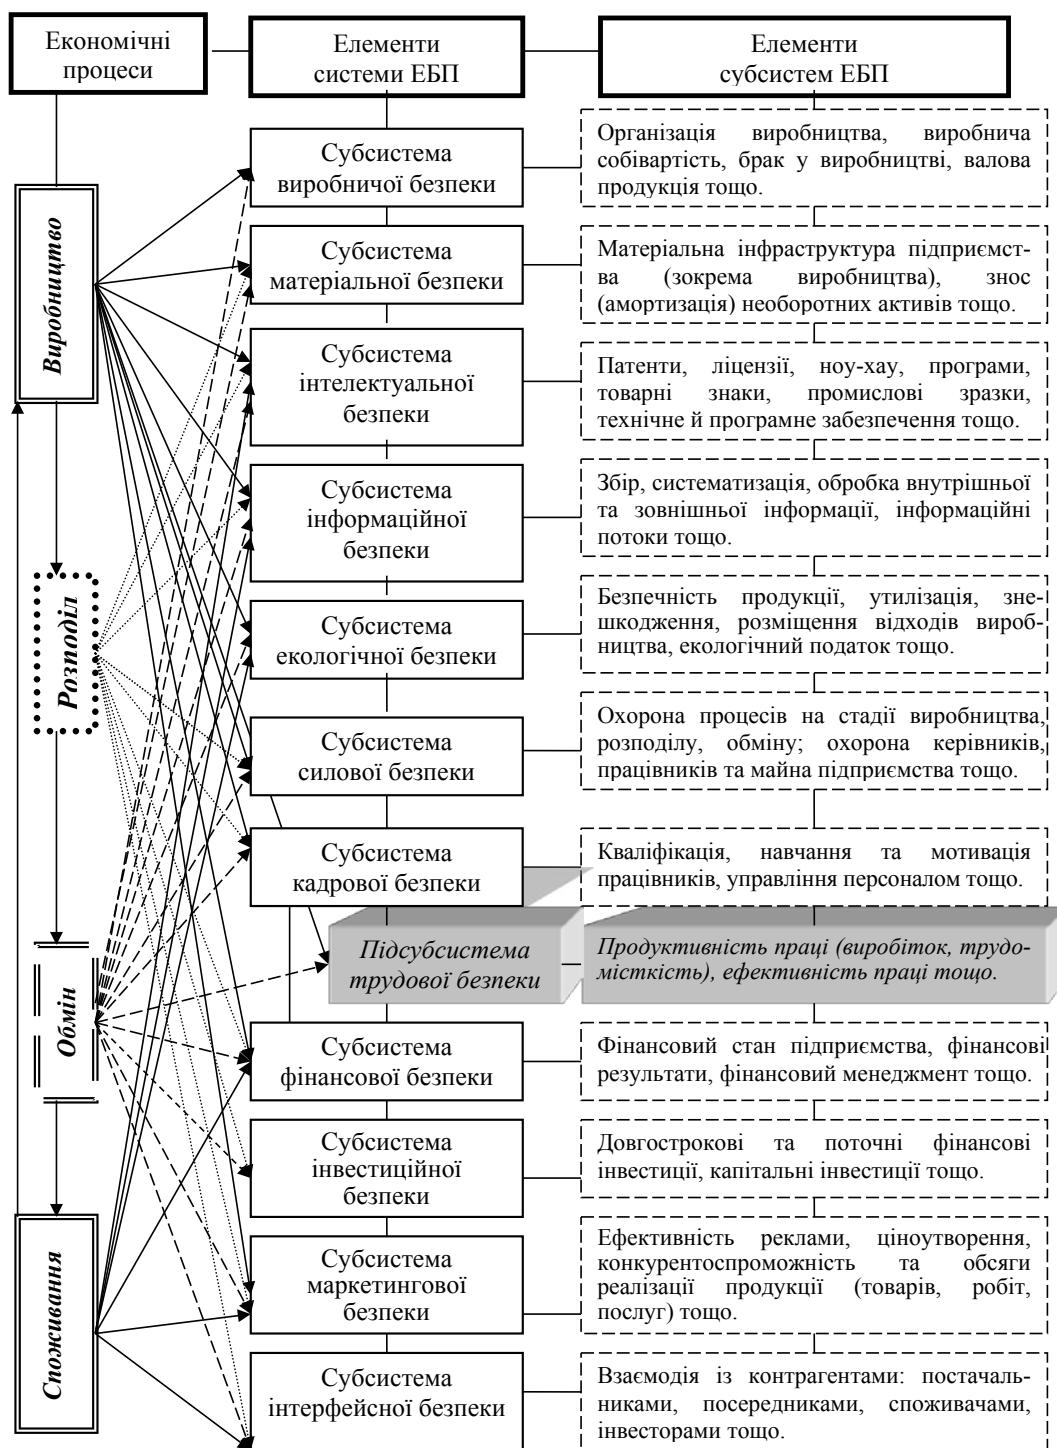 Економічні
процеси
Елементи
системи ЕБП
Елементи
субсистем ЕБП
Виробництво
Розподіл
Обмін
Споживання
Субсистема
виробничої безпеки
Організація виробництва, виробнича
собівартість, брак у виробництві, валова
продукція тощо.
Субсистема
матеріальної безпеки
Матеріальна інфраструктура підприємст-
ва (зокрема виробництва), знос
(амортизація) необоротних активів тощо.
Субсистема
інтелектуальної
безпеки
Патенти, ліцензії, ноу-хау, програми,
товарні знаки, промислові зразки,
технічне й програмне забезпечення тощо.
Субсистема
інформаційної
безпеки
Збір, систематизація, обробка внутрішньої
та зовнішньої інформації, інформаційні
потоки тощо.
Субсистема
екологічної безпеки
Безпечність продукції, утилізація, зне-
шкодження, розміщення відходів вироб-
ництва, екологічний податок тощо.
Субсистема
силової безпеки
Охорона процесів на стадії виробництва,
розподілу, обміну; охорона керівників,
працівників та майна підприємства тощо.
Субсистема
кадрової безпеки
Кваліфікація, навчання та мотивація
працівників, управління персоналом тощо.
Підсубсистема
трудової безпеки
Продуктивність праці (виробіток, трудо-
місткість), ефективність праці тощо.
Субсистема
фінансової безпеки
Фінансовий стан підприємства, фінансові
результати, фінансовий менеджмент тощо.
Субсистема
інвестиційної
безпеки
Довгострокові та поточні фінансові
інвестиції, капітальні інвестиції тощо.
Субсистема
маркетингової
безпеки
Ефективність реклами, ціноутворення,
конкурентоспроможність та обсяги
реалізації продукції (товарів, робіт,
послуг) тощо.
Субсистема
інтерфейсної безпеки
Взаємодія із контрагентами: постачаль-
никами, посередниками, споживачами,
інвесторами тощо.